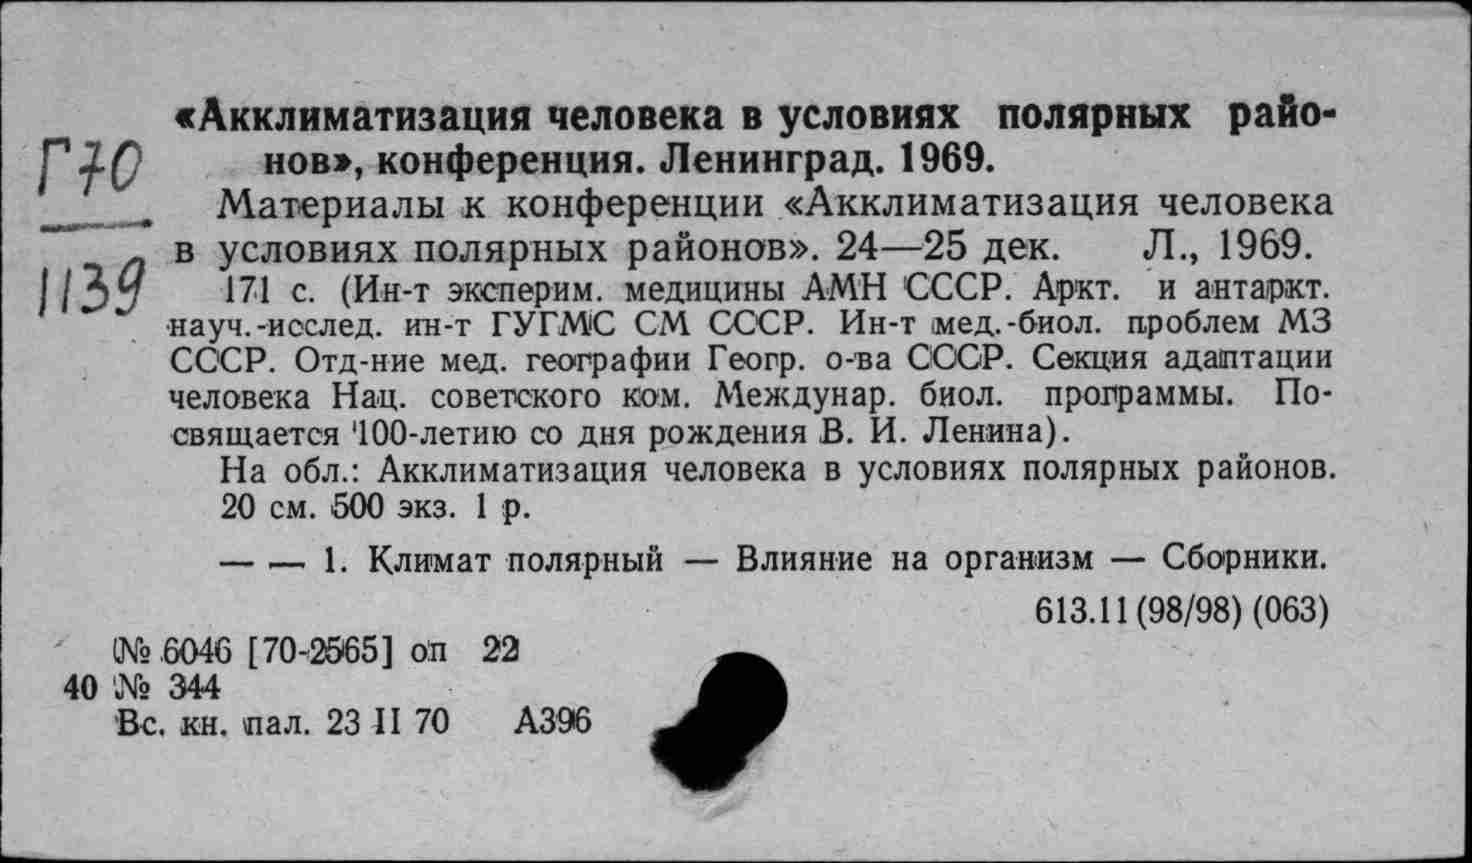 «Акклиматизация человека в условиях полярных райо-
нов», конференция. Ленинград. 1969.
Г70
1139
Материалы к конференции «Акклиматизация человека
в условиях полярных районов». 24—25 дек. Л., 1969.
171 с. (Ин-т эксперим. медицины АМН СССР. Аркт. и антаркт.
науч.-исслед. ин-т ГУГМС СМ СССР. Ин-т мед.-биол. проблем МЗ
СССР. Отд-ние мед. географии Геогр. о-ва СССР. Секция адаптации
человека Нац. советского ком. Междунар. биол. программы. По-
свящается 100-летию со дня рождения В. И. Ленина).
На обл.: Акклиматизация человека в условиях полярных районов.
20 см. 500 экз. 1 р.
— — 1. Климат полярный — Влияние на организм — Сборники.
613.11(98/98) (063)
№ 6046 [70-2565] оп 22
40 № 344
Вс. кн. пал. 23 II 70 А396